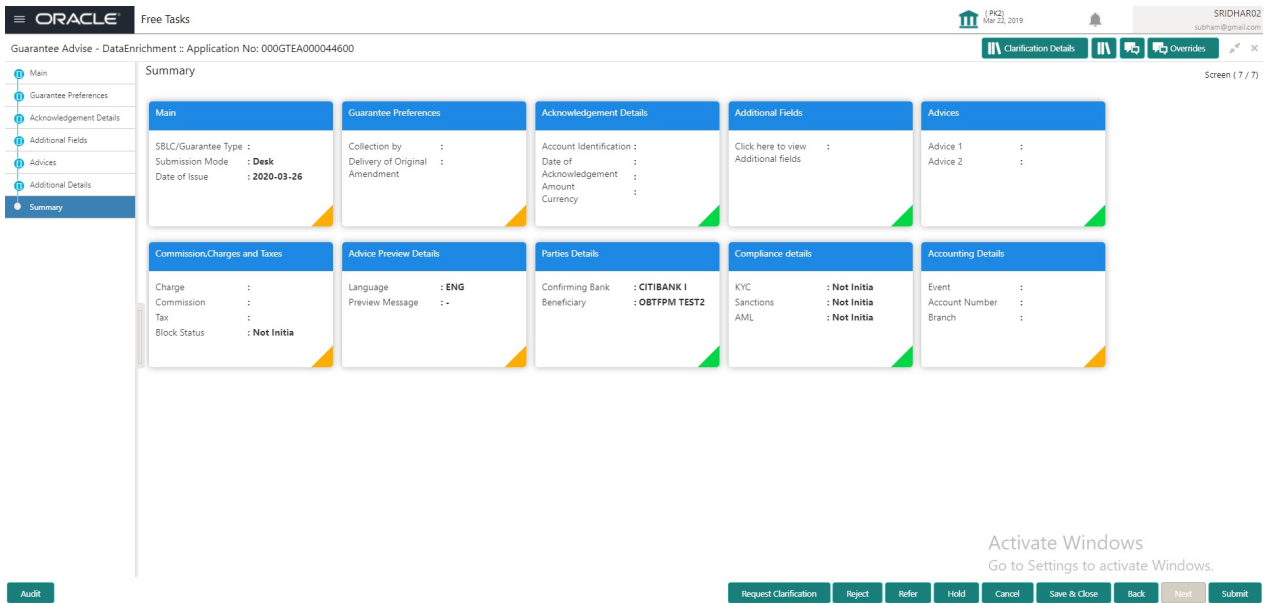 ORACLE
Free Tasks
( PK2)
Mar 22, 2019
SRIDHAR02
subham@gmail.com
Guarantee Advise - DataEnrichment :: Application No: 000GTEA000044600
Clarification Details
Overrides
Main
Guarantee Preferences
Acknowledgement Details
Additional Fields
Advices
Additional Details
Summary
Summary
Screen ( 7 / 7)
Main
SBLC/Guarantee Type :
Submission Mode : Desk
Date of Issue : 2020-03-26
Guarantee Preferences
Collection by :
Delivery of Original :
Amendment
Acknowledgement Details
Account Identification :
Date of :
Acknowledgement :
Amount
Currency :
Additional Fields
Click here to view :
Additional fields
Advices
Advice 1 :
Advice 2 :
Commission,Charges and Taxes
Charge :
Commission :
Tax :
Block Status : Not Initia
Advice Preview Details
Language : ENG
Preview Message : -
Parties Details
Confirming Bank : CITIBANK I
Beneficiary : OBTFPM TEST2
Compliance details
KYC : Not Initia
Sanctions : Not Initia
AML : Not Initia
Accounting Details
Event :
Account Number :
Branch :
Activate Windows
Go to Settings to activate Windows.
Audit
Request Clarification
Reject
Refer
Hold
Cancel
Save & Close
Back
Next
Submit